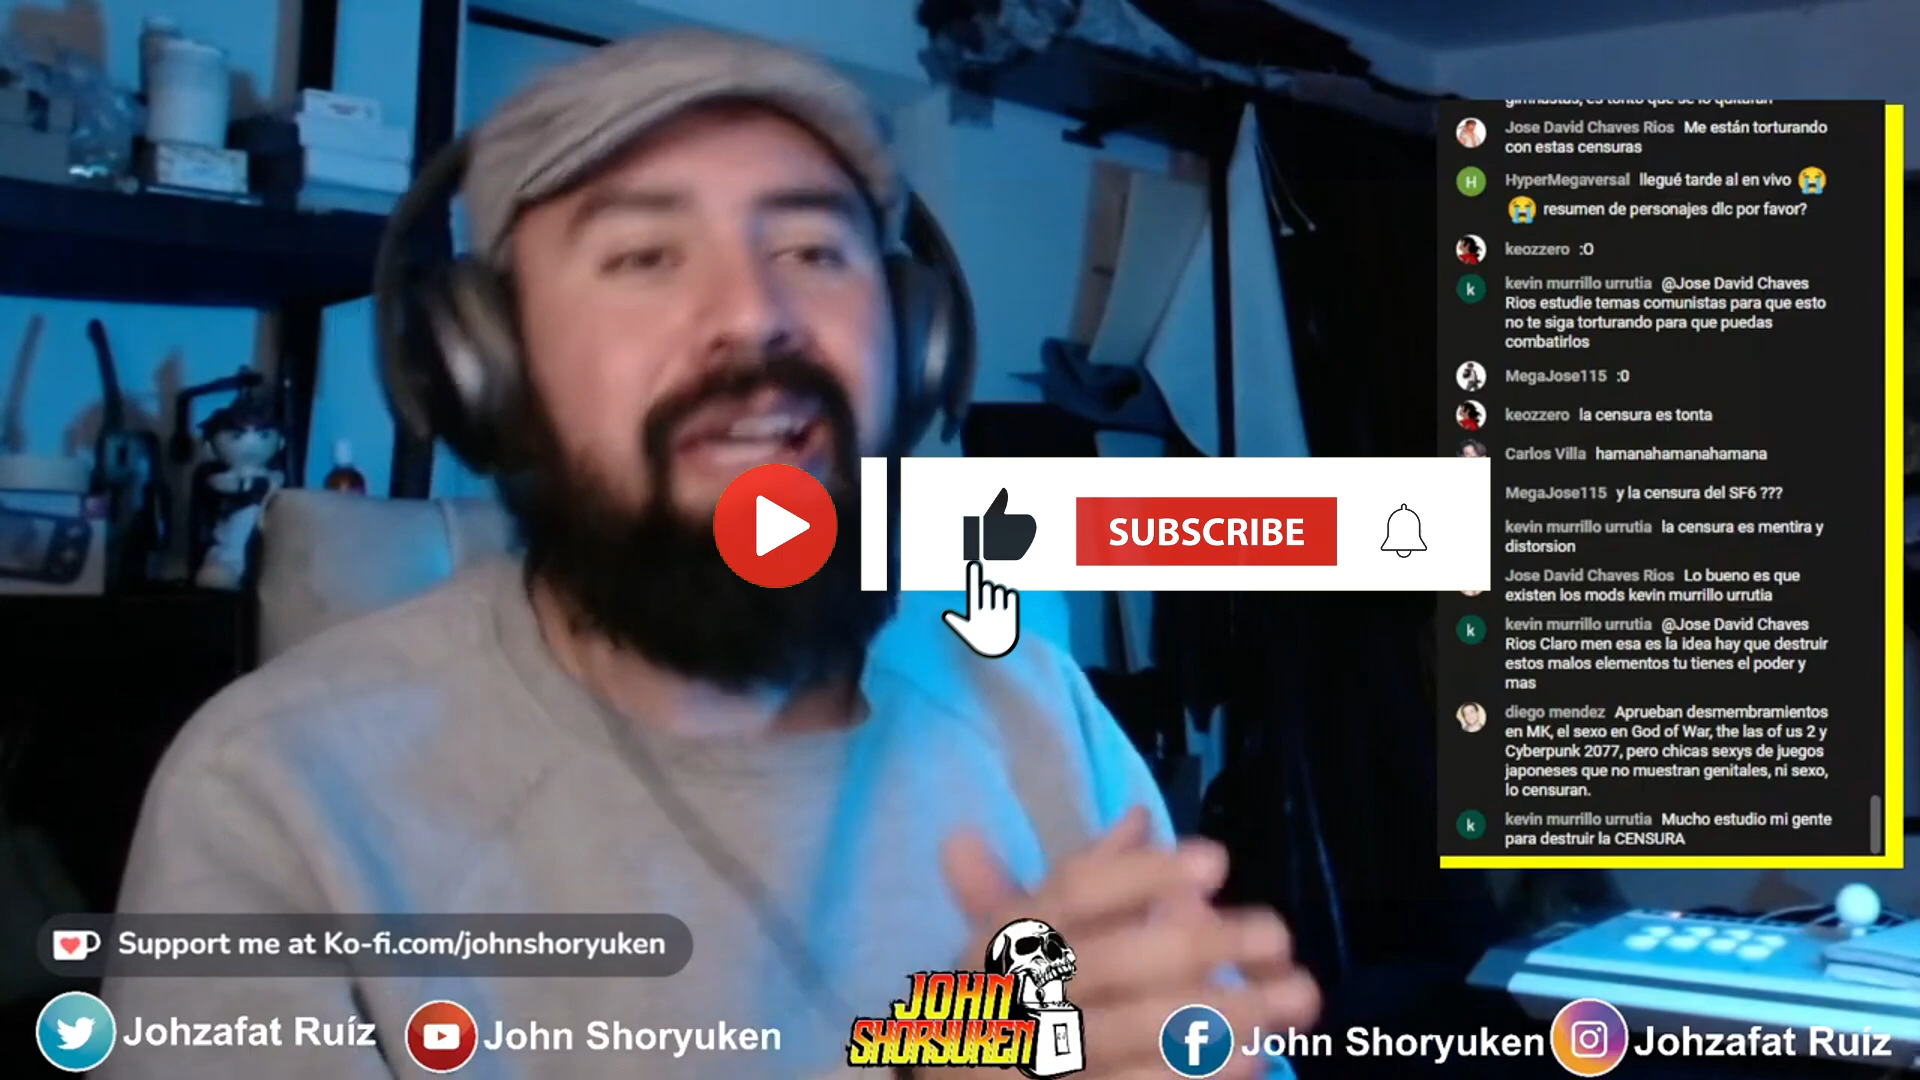 gimnastas, es tonto que se lo quitaran
Jose David Chaves Rios Me están torturando
con estas censuras
H
HyperMegaversal llegué tarde al en vivo
resumen de personajes dlc por favor?
keozzero :O
k
kevin murrillo urrutia @Jose David Chaves
Rios estudie temas comunistas para que esto
no te siga torturando para que puedas
combatirlos
MegaJose115 :0
keozzero la censura es tonta
Carlos Villa hamanahamanahamana
MegaJose115 y la censura del SF6 ???
kevin murrillo urrutia la censura es mentira y
distorsion
Jose David Chaves Rios Lo bueno es que
existen los mods kevin murrillo urrutia
k
kevin murrillo urrutia @Jose David Chaves
Rios Claro men esa es la idea hay que destruir
estos malos elementos tu tienes el poder y
mas
diego mendez Aprueban desmembramientos
en MK, el sexo en God of War, the las of us 2 y
Cyberpunk 2077, pero chicas sexys de juegos
japoneses que no muestran genitales, ni sexo,
lo censuran.
k
kevin murrillo urrutia Mucho estudio mi gente
para destruir la CENSURA
SUBSCRIBE
Support me at Ko-fi.com/johnshoryuken
Johzafat Ruíz
John Shoryuken
JOHN
SHORYUKEN
John Shoryuken
Johzafat Ruíz